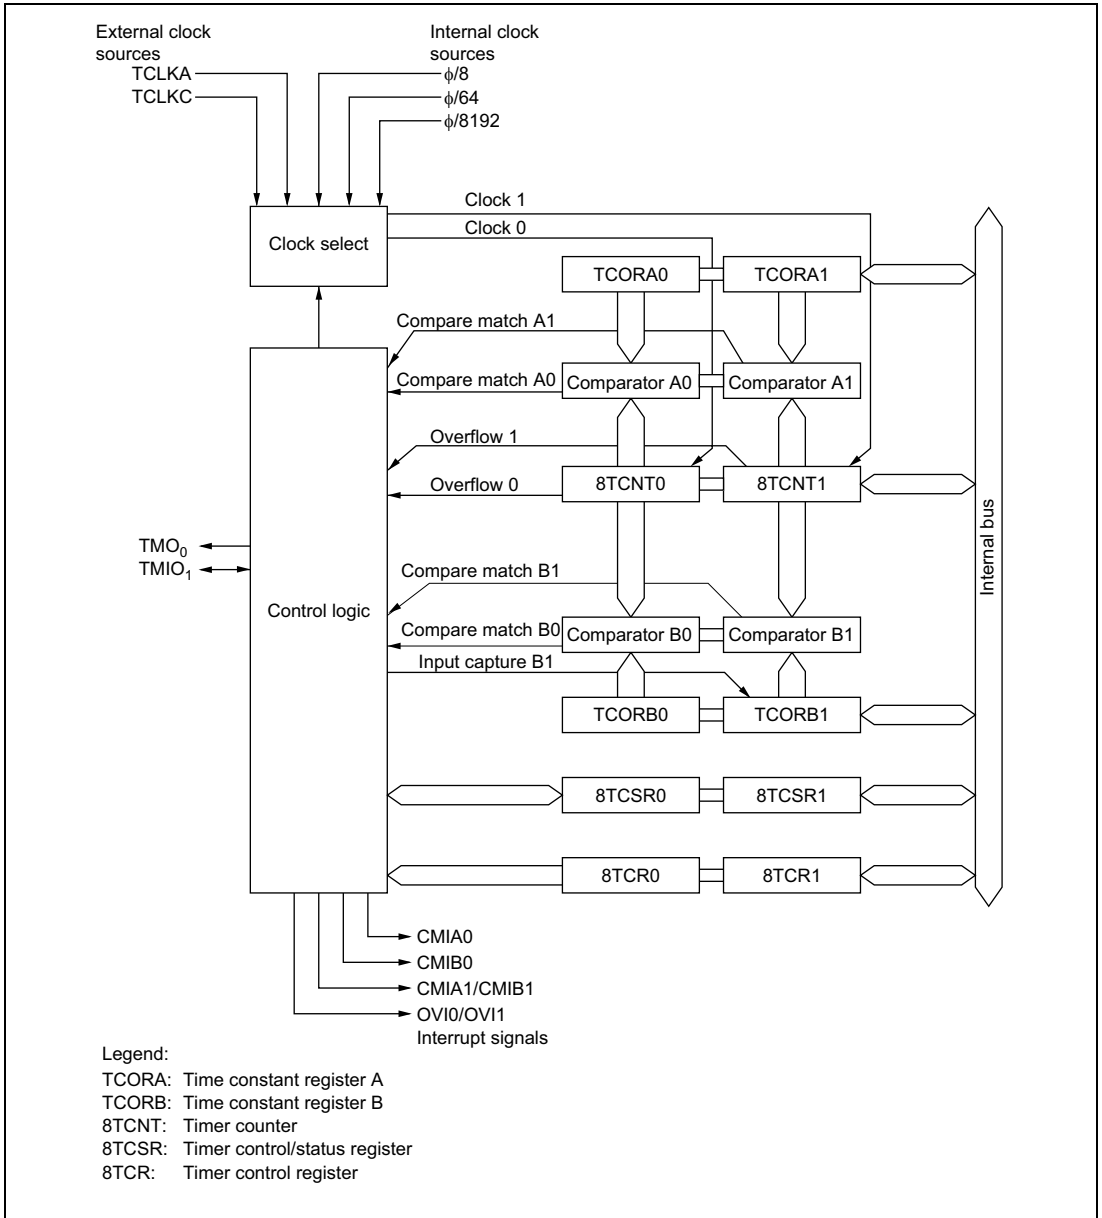 External clock
sources
TCLKA
TCLKC
Internal clock
sources
ϕ/8
ϕ/64
ϕ/8192
Clock select
Clock 1
Clock 0
TCORA0
TCORA1
Compare match A1
Compare match A0
Comparator A0
Comparator A1
Overflow 1
Overflow 0
8TCNT0
8TCNT1
TMO0
TMIO1
Control logic
Compare match B1
Compare match B0
Comparator B0
Comparator B1
Input capture B1
TCORB0
TCORB1
8TCSR0
8TCSR1
8TCR0
8TCR1
Internal bus
CMIA0
CMIB0
CMIA1/CMIB1
OVI0/OVI1
Interrupt signals
Legend:
TCORA: Time constant register A
TCORB: Time constant register B
8TCNT: Timer counter
8TCSR: Timer control/status register
8TCR: Timer control register